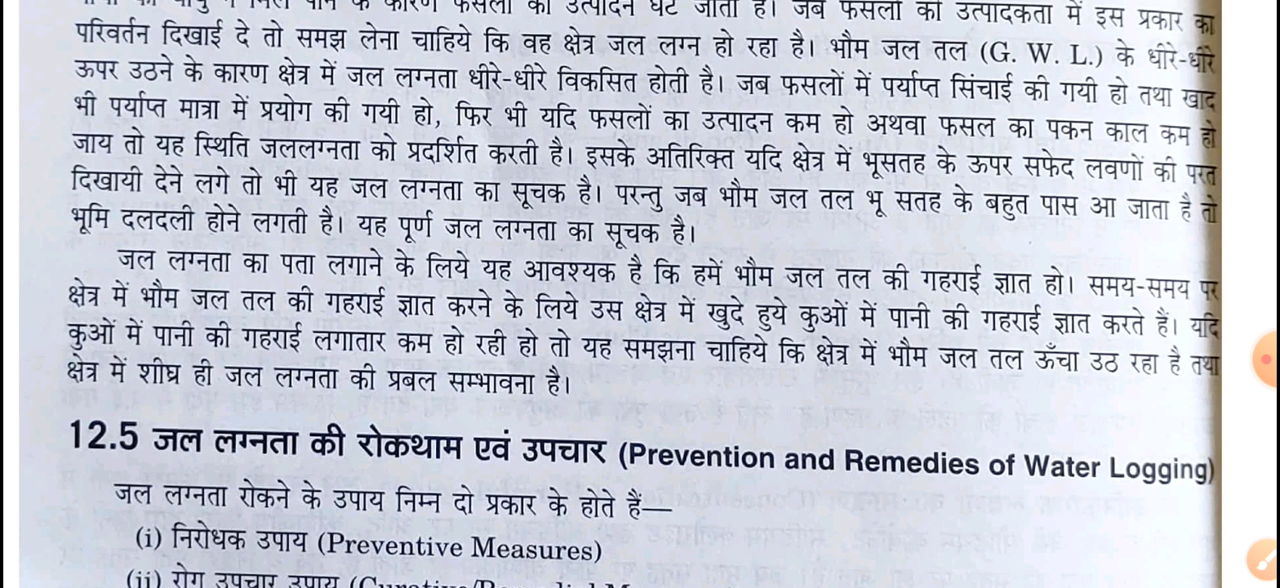 के कारण फसलों का उत्पादन घट जाता है। जब फसलों की उत्पादकता में इस प्रकार का
परिवर्तन दिखाई दे तो समझ लेना चाहिये कि वह क्षेत्र जल लग्न हो रहा है। भौम जल तल (G. W. L.) के धीरे-धीरे
ऊपर उठने के कारण क्षेत्र में जल लग्नता धीरे-धीरे विकसित होती है। जब फसलों में पर्याप्त सिंचाई की गयी हो तथा खाद
भी पर्याप्त मात्रा में प्रयोग की गयी हो, फिर भी यदि फसलों का उत्पादन कम हो अथवा फसल का पकन काल कम हो
जाय तो यह स्थिति जललग्नता को प्रदर्शित करती है। इसके अतिरिक्त यदि क्षेत्र में भूसतह के ऊपर सफेद लवणों की परत
दिखायी देने लगे तो भी यह जल लग्नता का सूचक है। परन्तु जब भौम जल तल भू सतह के बहुत पास आ जाता है तो
भूमि दलदली होने लगती है। यह पूर्ण जल लग्नता का सूचक है।
जल लग्नता का पता लगाने के लिये यह आवश्यक है कि हमें भौम जल तल की गहराई ज्ञात हो। समय-समय पर
क्षेत्र में भौम जल तल की गहराई ज्ञात करने के लिये उस क्षेत्र में खुदे हुये कुओं में पानी की गहराई ज्ञात करते हैं। यदि
कुओं में पानी की गहराई लगातार कम हो रही हो तो यह समझना चाहिये कि क्षेत्र में भौम जल तल ऊँचा उठ रहा है तथा
क्षेत्र में शीघ्र ही जल लग्नता की प्रबल सम्भावना है।
12.5 जल लग्नता की रोकथाम एवं उपचार (Prevention and Remedies of Water Logging)
जल लग्नता रोकने के उपाय निम्न दो प्रकार के होते हैं—
(i) निरोधक उपाय (Preventive Measures)
(ii) रोग उपचार उपाय